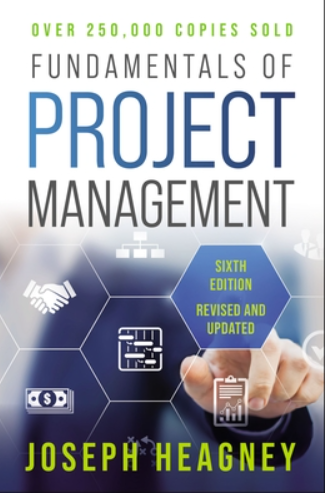 OVER 250,000 COPIES SOLD
FUNDAMENTALS OF
PROJECT
MANAGEMENT
SIXTH
EDITION
REVISED AND
UPDATED
$
JOSEPH HEAGNEY